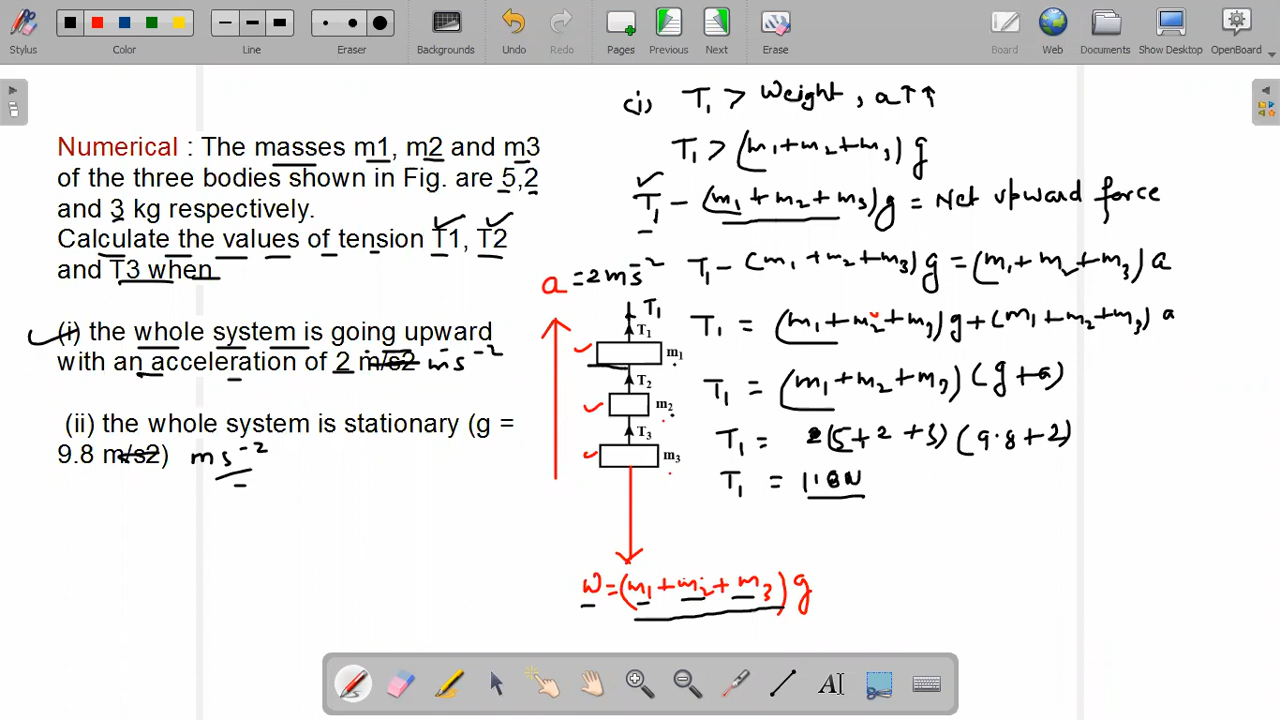 Stylus Color Line Eraser Backgrounds Undo Redo Pages Previous Next Erase Board Web Documents Show Desktop OpenBoard
Numerical : The masses m1, m2 and m3
of the three bodies shown in Fig. are 5,2
and 3 kg respectively.
Calculate the values of tension T1, T2
and T3 when
(i) the whole system is going upward
with an acceleration of 2 m/s2 ms⁻²
(ii) the whole system is stationary (g =
9.8 m/s2) ms⁻²
a = 2ms⁻²
T₁
T₁
m₁
T₂
m₂
T₃
m₃
W=(m₁+m₂+m₃)g
(i) T₁ > Weight, a↑↑
T₁ > (m₁+m₂+m₃)g
T₁ - (m₁+m₂+m₃)g = Net upward force
T₁ - (m₁+m₂+m₃)g = (m₁+m₂+m₃)a
T₁ = (m₁+m₂+m₃)g+(m₁+m₂+m₃)a
T₁ = (m₁+m₂+m₃)(g+a)
T₁ = (5+2+3)(9.8+2)
T₁ = 118N